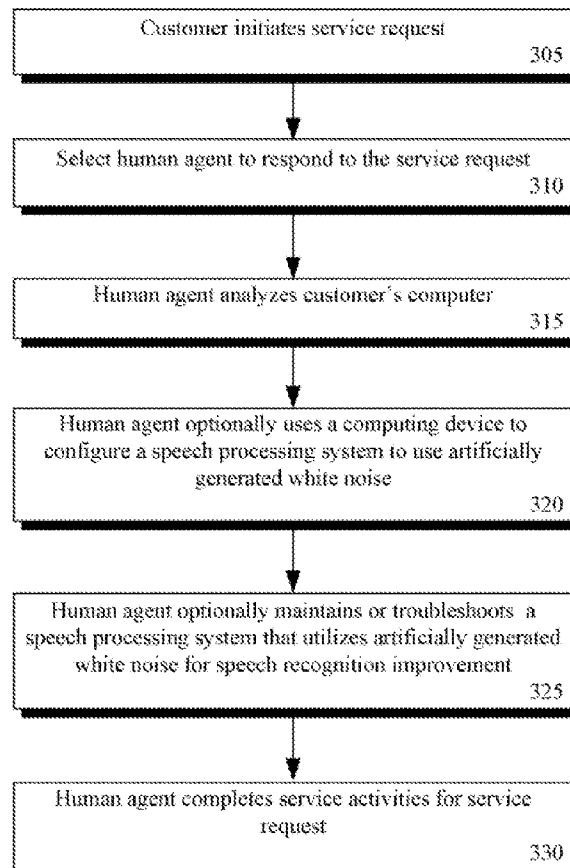 Customer initiates service request
305
Select human agent to respond to the service request
310
Human agent analyzes customer's computer
315
Human agent optionally uses a computing device to
configure a speech processing system to use artificially
generated white noise
320
Human agent optionally maintains or troubleshoots a
speech processing system that utilizes artificially generated
white noise for speech recognition improvement
325
Human agent completes service activities for service
request
330